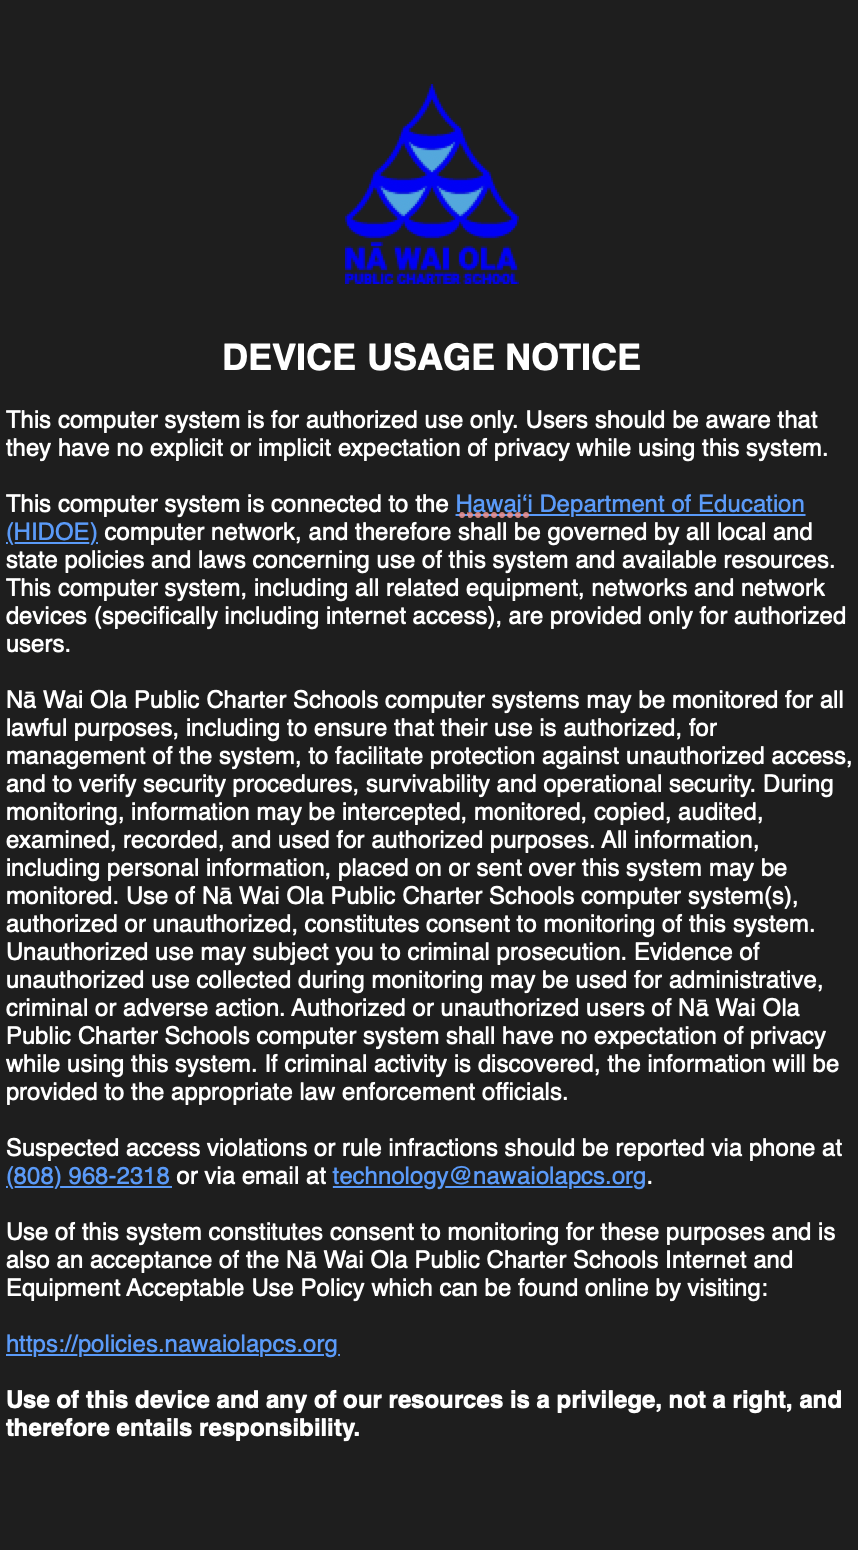 NĀ WAI OLA
PUBLIC CHARTER SCHOOL
DEVICE USAGE NOTICE
This computer system is for authorized use only. Users should be aware that
they have no explicit or implicit expectation of privacy while using this system.
This computer system is connected to the Hawaiʻi Department of Education
(HIDOE) computer network, and therefore shall be governed by all local and
state policies and laws concerning use of this system and available resources.
This computer system, including all related equipment, networks and network
devices (specifically including internet access), are provided only for authorized
users.
Nā Wai Ola Public Charter Schools computer systems may be monitored for all
lawful purposes, including to ensure that their use is authorized, for
management of the system, to facilitate protection against unauthorized access,
and to verify security procedures, survivability and operational security. During
monitoring, information may be intercepted, monitored, copied, audited,
examined, recorded, and used for authorized purposes. All information,
including personal information, placed on or sent over this system may be
monitored. Use of Nā Wai Ola Public Charter Schools computer system(s),
authorized or unauthorized, constitutes consent to monitoring of this system.
Unauthorized use may subject you to criminal prosecution. Evidence of
unauthorized use collected during monitoring may be used for administrative,
criminal or adverse action. Authorized or unauthorized users of Nā Wai Ola
Public Charter Schools computer system shall have no expectation of privacy
while using this system. If criminal activity is discovered, the information will be
provided to the appropriate law enforcement officials.
Suspected access violations or rule infractions should be reported via phone at
(808) 968-2318 or via email at technology@nawaiolapcs.org.
Use of this system constitutes consent to monitoring for these purposes and is
also an acceptance of the Nā Wai Ola Public Charter Schools Internet and
Equipment Acceptable Use Policy which can be found online by visiting:
https://policies.nawaiolapcs.org
Use of this device and any of our resources is a privilege, not a right, and
therefore entails responsibility.